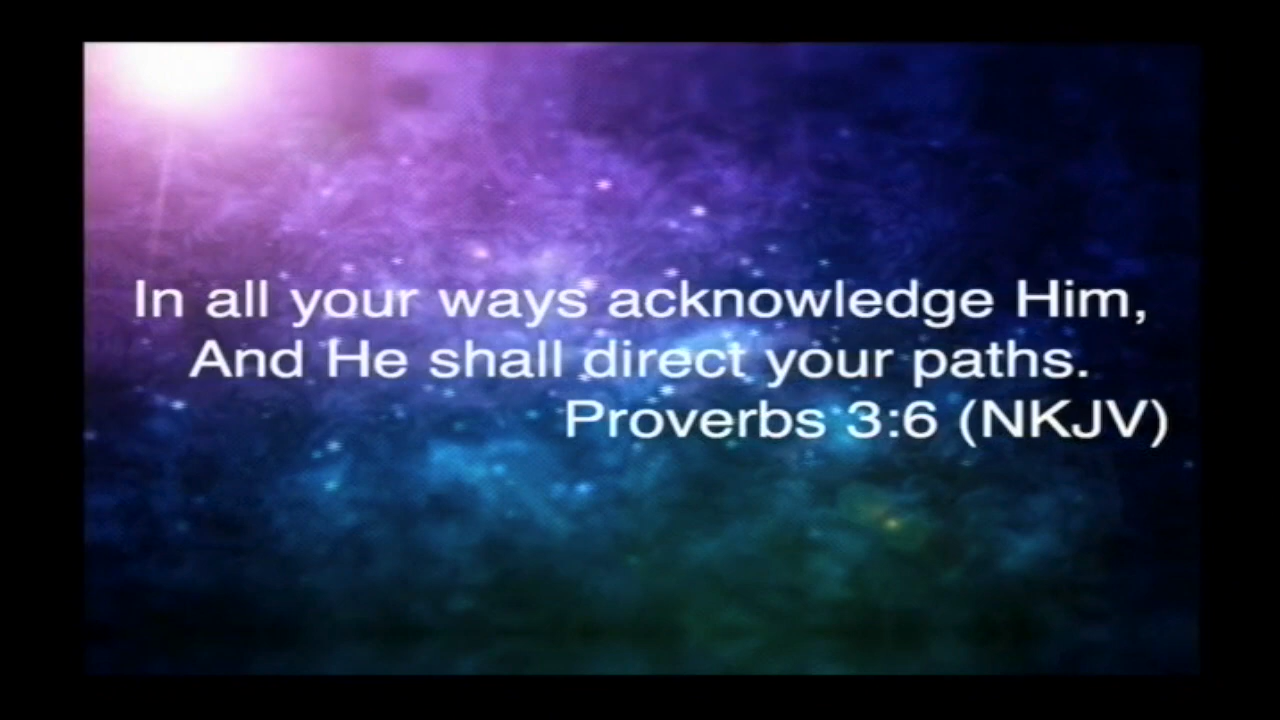 In all your ways acknowledge Him,
And He shall direct your paths.
Proverbs 3:6 (NKJV)